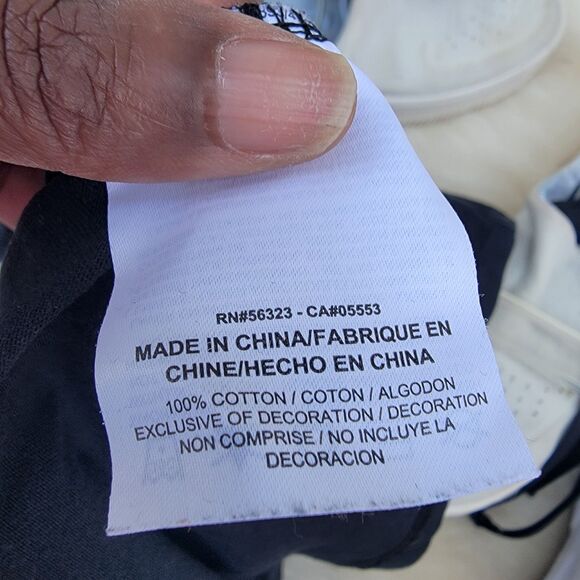 RN#56323 - CA#05553
MADE IN CHINA/FABRIQUE EN
CHINE/HECHO EN CHINA
100% COTTON / COTON / ALGODON
EXCLUSIVE OF DECORATION / DECORATION
NON COMPRISE / NO INCLUYE LA
DECORACION